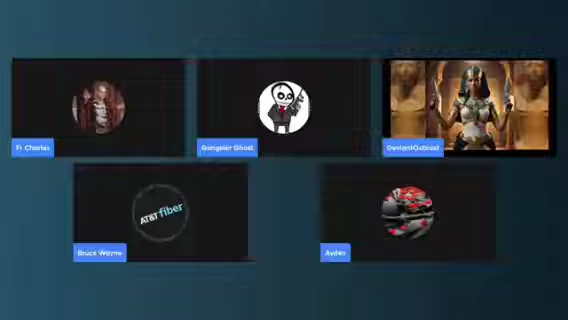 Fr Charles
Gangster Ghost
DeviantOutcast
AT&T fiber
Bruce Wayne
Ayden